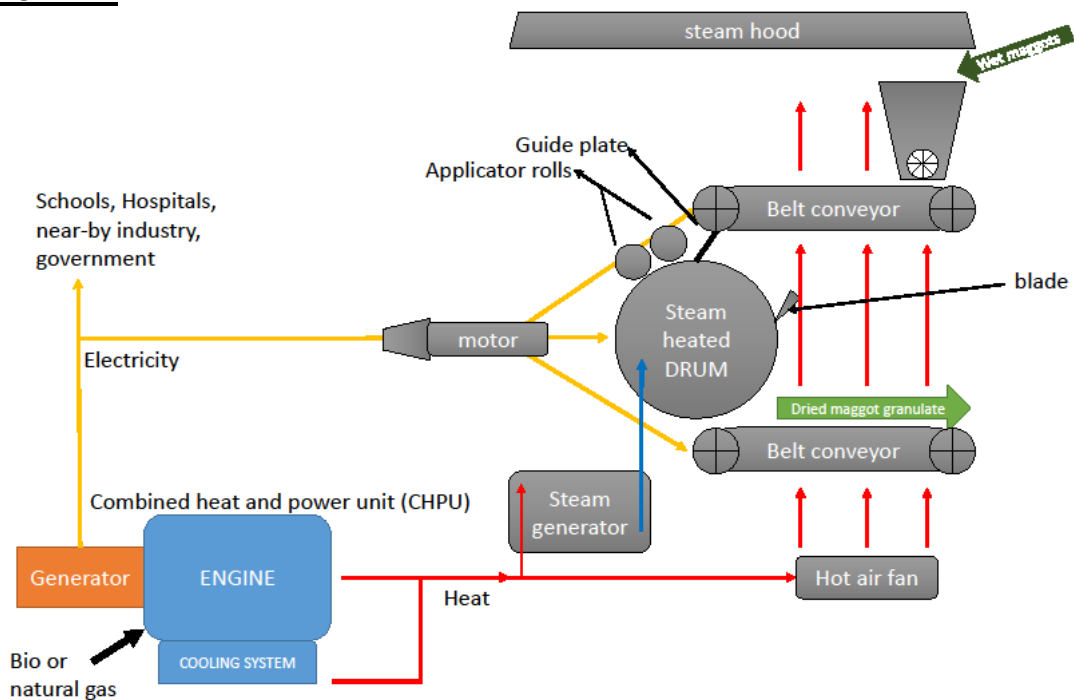 steam hood
Wet maggots
Guide plate
Applicator rolls
Belt conveyor
Schools, Hospitals,
near-by industry,
government
blade
Steam
heated
DRUM
motor
Electricity
Dried maggot granulate
Belt conveyor
Combined heat and power unit (CHPU)
Steam
generator
Generator
ENGINE
Hot air fan
Heat
COOLING SYSTEM
Bio or
natural gas